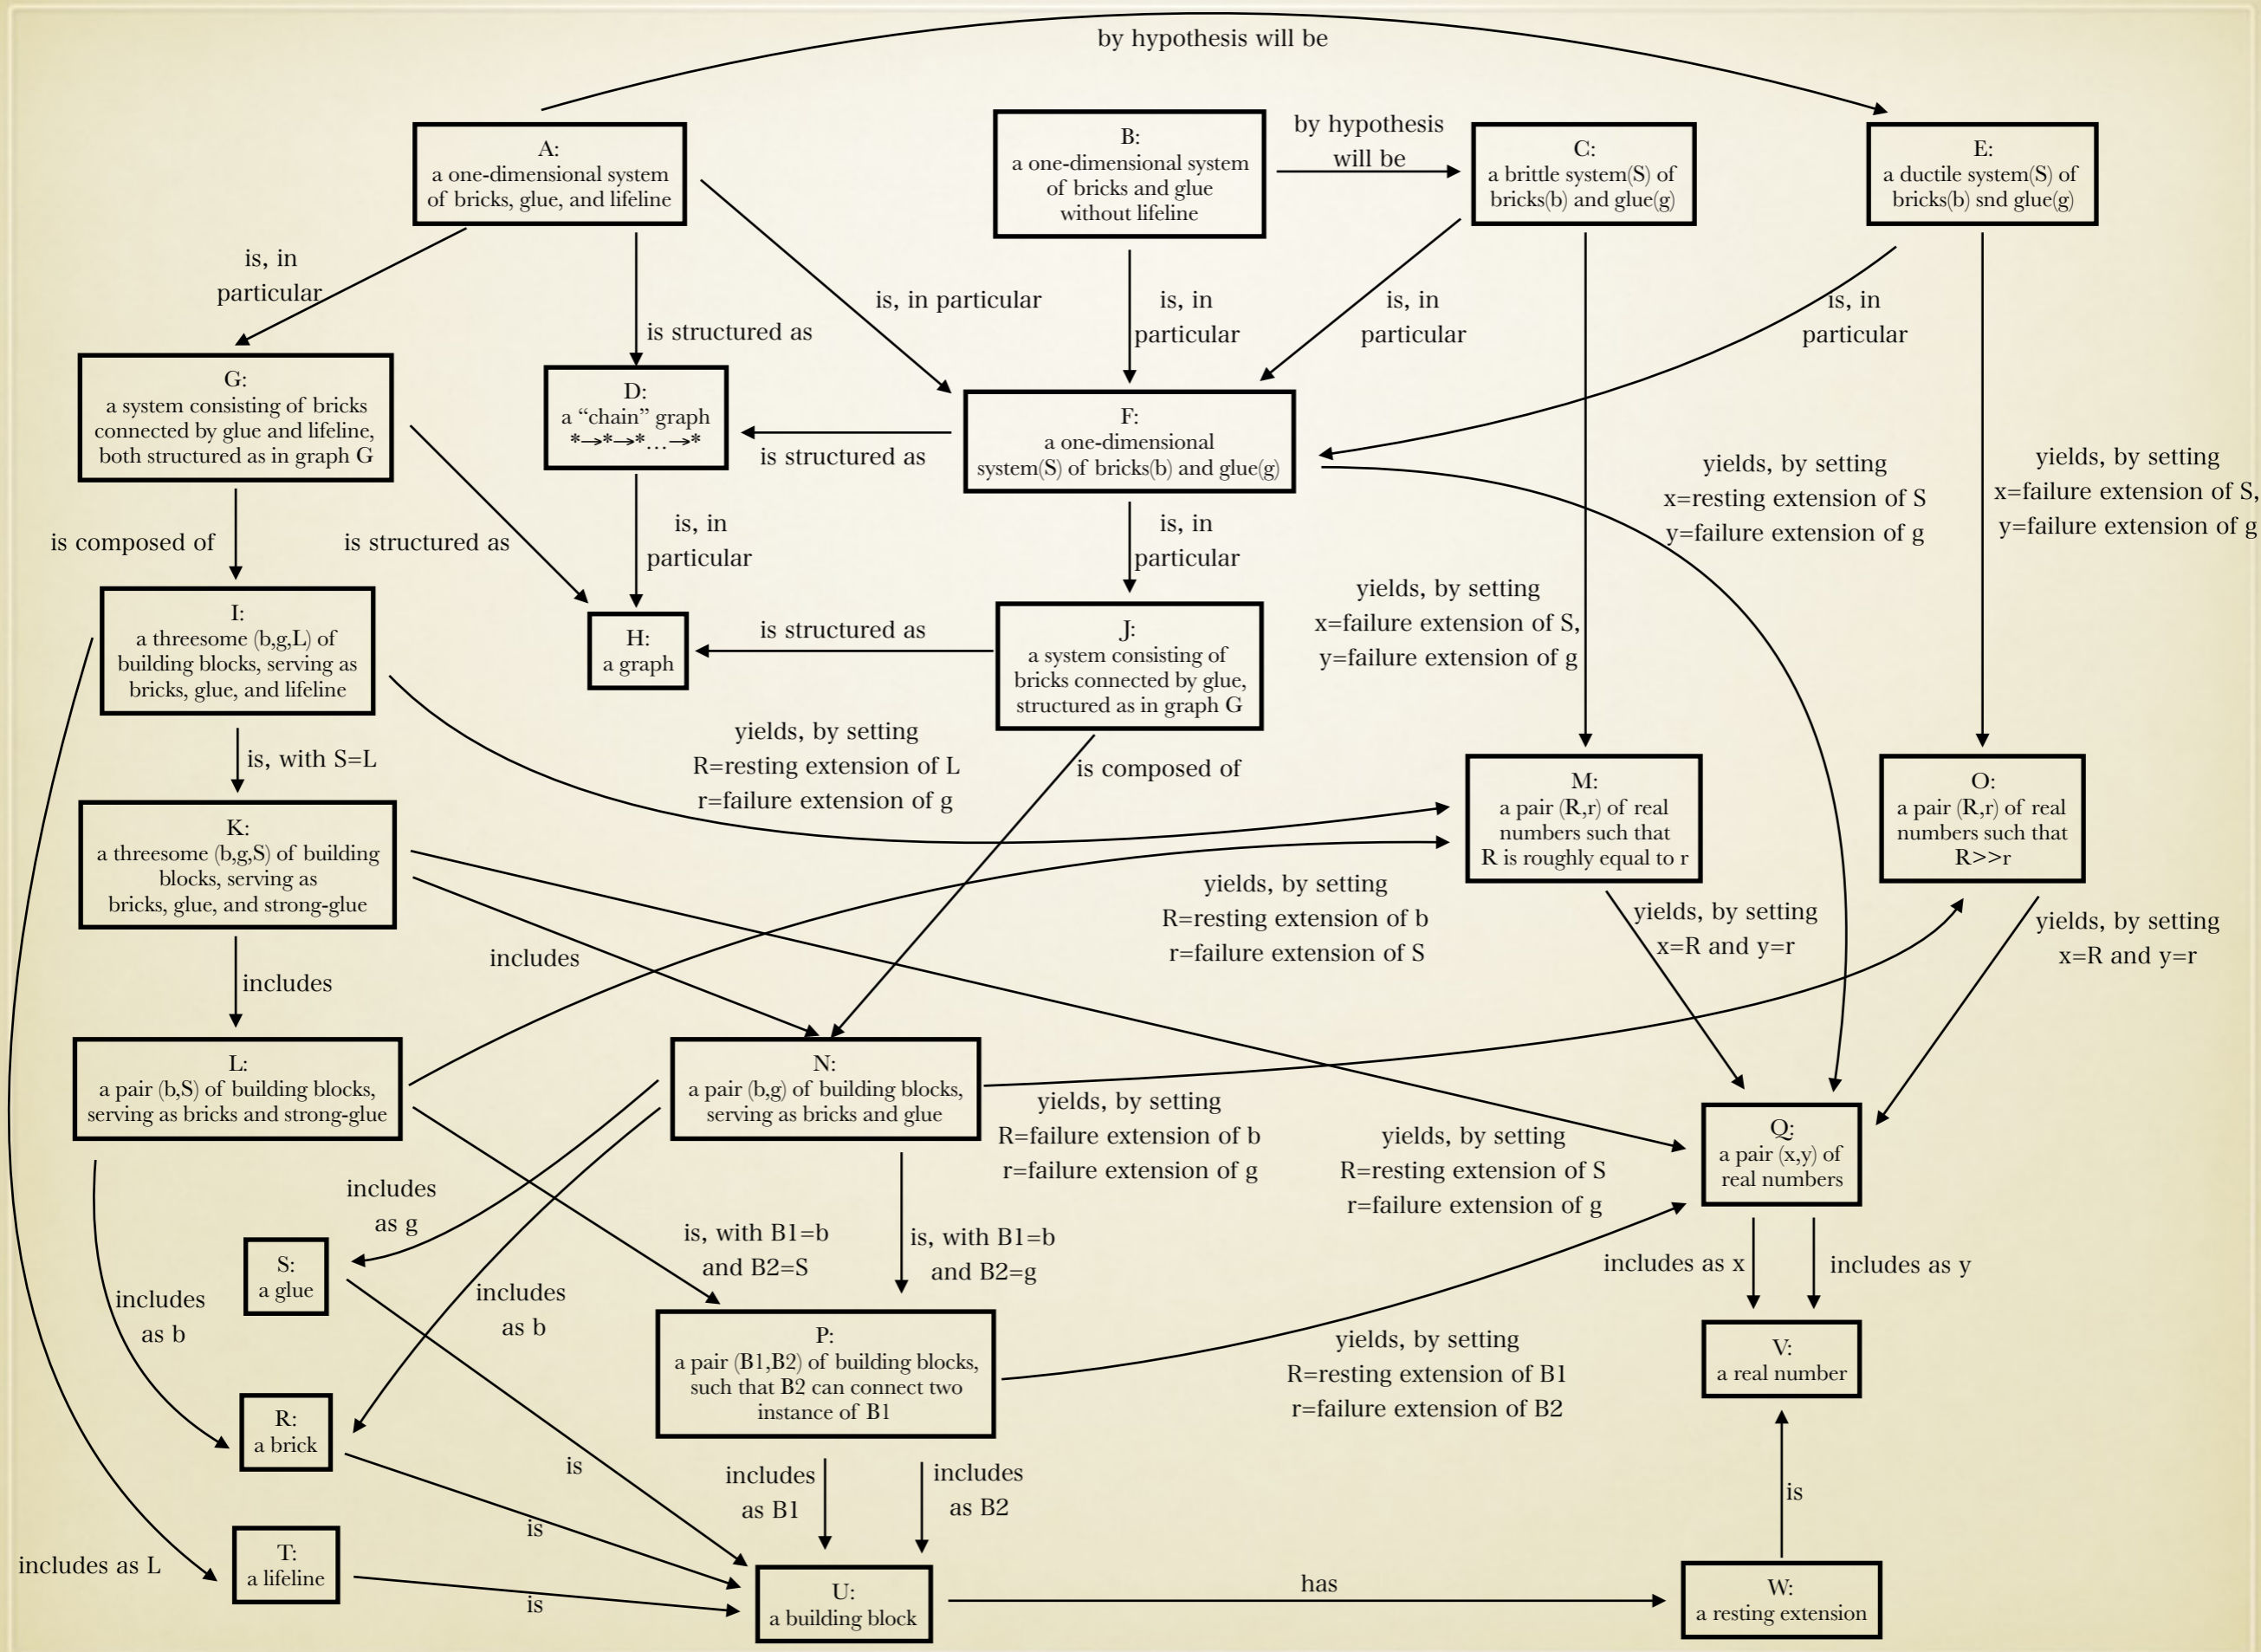 by hypothesis will be
A:
a one-dimensional system
of bricks, glue, and lifeline
B:
a one-dimensional system
of bricks and glue
without lifeline
by hypothesis
will be
C:
a brittle system(S) of
bricks(b) and glue(g)
E:
a ductile system(S) of
bricks(b) snd glue(g)
is, in
particular
is structured as
is, in particular
is, in
particular
is, in
particular
is, in
particular
G:
a system consisting of bricks
connected by glue and lifeline,
both structured as in graph G
D:
a “chain” graph
*→*→*…→*
is structured as
F:
a one-dimensional
system(S) of bricks(b) and glue(g)
yields, by setting
x=resting extension of S
y=failure extension of g
yields, by setting
x=failure extension of S,
y=failure extension of g
is composed of
is structured as
is, in
particular
is, in
particular
yields, by setting
x=failure extension of S,
y=failure extension of g
I:
a threesome (b,g,L) of
building blocks, serving as
bricks, glue, and lifeline
H:
a graph
is structured as
J:
a system consisting of
bricks connected by glue,
structured as in graph G
is, with S=L
yields, by setting
R=resting extension of L
r=failure extension of g
is composed of
M:
a pair (R,r) of real
numbers such that
R is roughly equal to r
O:
a pair (R,r) of real
numbers such that
R>>r
K:
a threesome (b,g,S) of building
blocks, serving as
bricks, glue, and strong-glue
yields, by setting
R=resting extension of b
r=failure extension of S
yields, by setting
x=R and y=r
yields, by setting
x=R and y=r
includes
includes
L:
a pair (b,S) of building blocks,
serving as bricks and strong-glue
N:
a pair (b,g) of building blocks,
serving as bricks and glue
yields, by setting
R=failure extension of b
r=failure extension of g
yields, by setting
R=resting extension of S
r=failure extension of g
Q:
a pair (x,y) of
real numbers
includes
as g
is, with B1=b
and B2=S
is, with B1=b
and B2=g
includes as x
includes as y
S:
a glue
includes
as b
includes
as b
P:
a pair (B1,B2) of building blocks,
such that B2 can connect two
instance of B1
yields, by setting
R=resting extension of B1
r=failure extension of B2
V:
a real number
R:
a brick
is
includes
as B1
includes
as B2
is
is
includes as L
T:
a lifeline
is
U:
a building block
has
W:
a resting extension